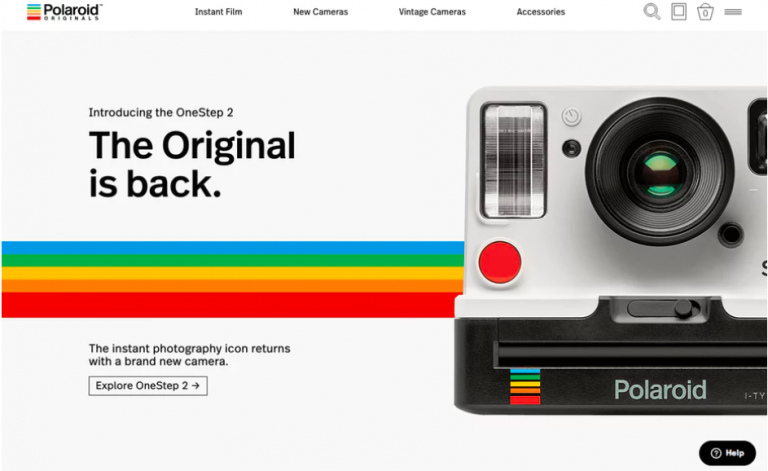 Polaroid™
ORIGINALS
Instant Film
New Cameras
Vintage Cameras
Accessories
0
Introducing the OneStep 2
The Original
is back.
The instant photography icon returns
with a brand new camera.
Explore OneStep 2 →
Polaroid
I-TY
Help